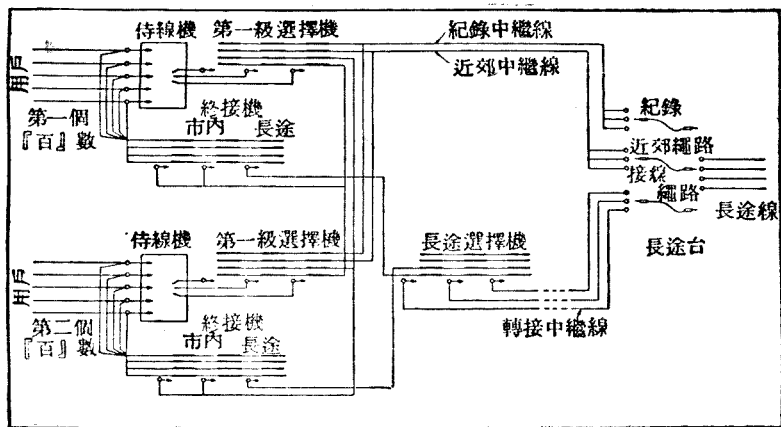 侍線機
第一級選擇機
紀錄中繼線
近郊中繼線
用戶
第一個
『百』數
終接機
市內
長途
紀錄
近郊繩路
接線
繩路
長途線
長途台
侍線機
第一級選擇機
長途選擇機
用戶
第二個
『百』數
終接機
市內
長途
轉接中繼線